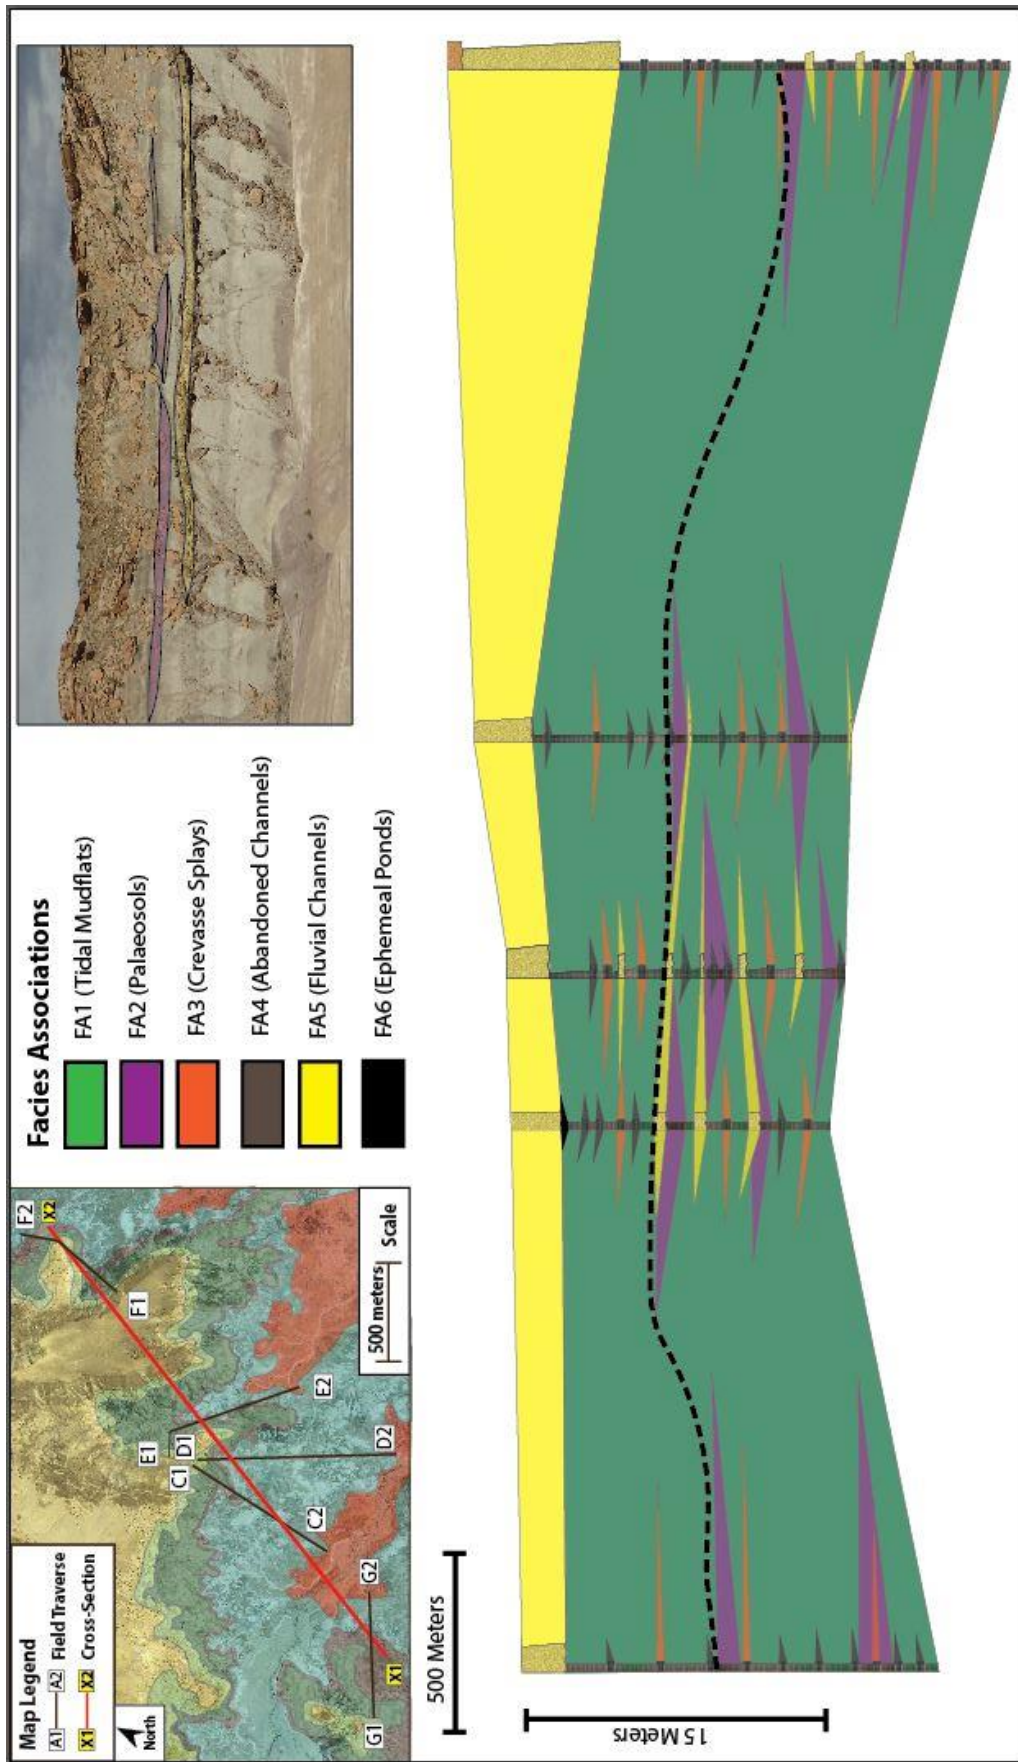 Map Legend
A1 A2 Field Traverse
X1 X2 Cross-Section
North
G1
G2
C2
C1
D1
E1
D2
E2
F1
F2
X1
X2
500 meters
Scale
Facies Associations
FA1 (Tidal Mudflats)
FA2 (Palaeosols)
FA3 (Crevasse Splays)
FA4 (Abandoned Channels)
FA5 (Fluvial Channels)
FA6 (Ephemeal Ponds)
500 Meters
15 Meters